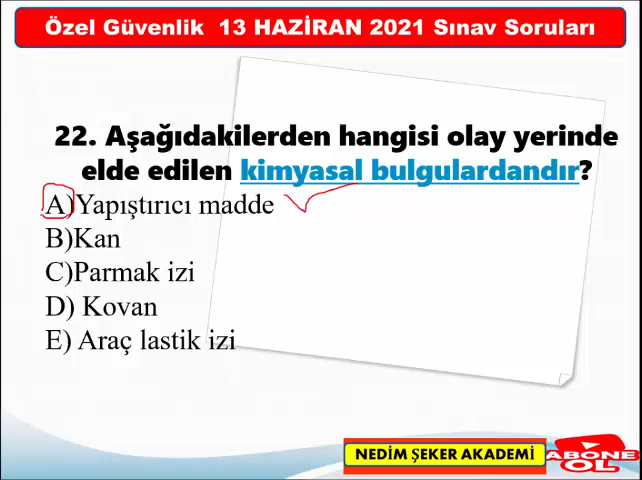 Özel Güvenlik 13 HAZİRAN 2021 Sınav Soruları
22. Aşağıdakilerden hangisi olay yerinde
elde edilen kimyasal bulgulardandır?
A)Yapıştırıcı madde
B)Kan
C)Parmak izi
D) Kovan
E) Araç lastik izi
NEDİM ŞEKER AKADEMİ
ABONE
OL